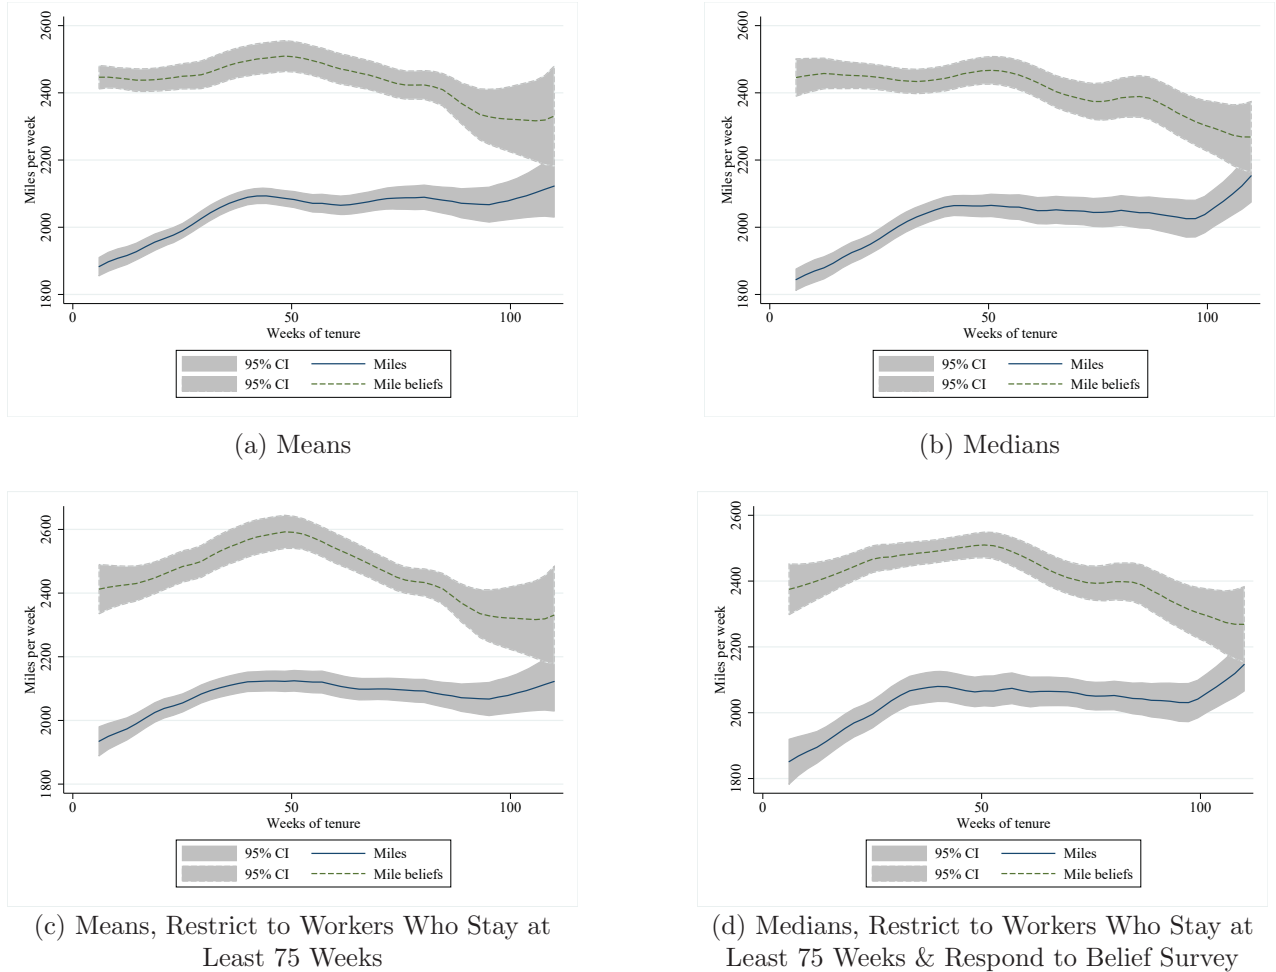 Miles per week
2600
2400
2200
2000
1800
0
50
100
Weeks of tenure
95% CI
Miles
95% CI
Mile beliefs
(a) Means
Miles per week
2600
2400
2200
2000
1800
0
50
100
Weeks of tenure
95% CI
Miles
95% CI
Mile beliefs
(b) Medians
Miles per week
2600
2400
2200
2000
1800
0
50
100
Weeks of tenure
95% CI
Miles
95% CI
Mile beliefs
(c) Means, Restrict to Workers Who Stay at
Least 75 Weeks
Miles per week
2600
2400
2200
2000
1800
0
50
100
Weeks of tenure
95% CI
Miles
95% CI
Mile beliefs
(d) Medians, Restrict to Workers Who Stay at
Least 75 Weeks & Respond to Belief Survey